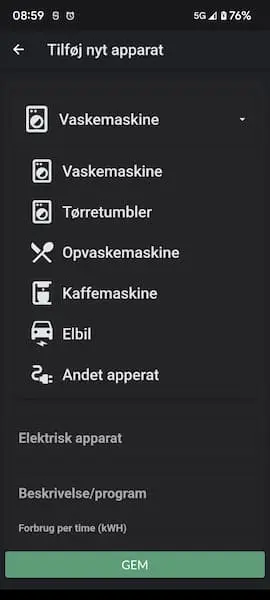 08:59 5G 76%
Tilføj nyt apparat
Vaskemaskine
Vaskemaskine
Tørretumbler
Opvaskemaskine
Kaffemaskine
Elbil
Andet apperat
Elektrisk apparat
Beskrivelse/program
Forbrug per time (kWH)
GEM